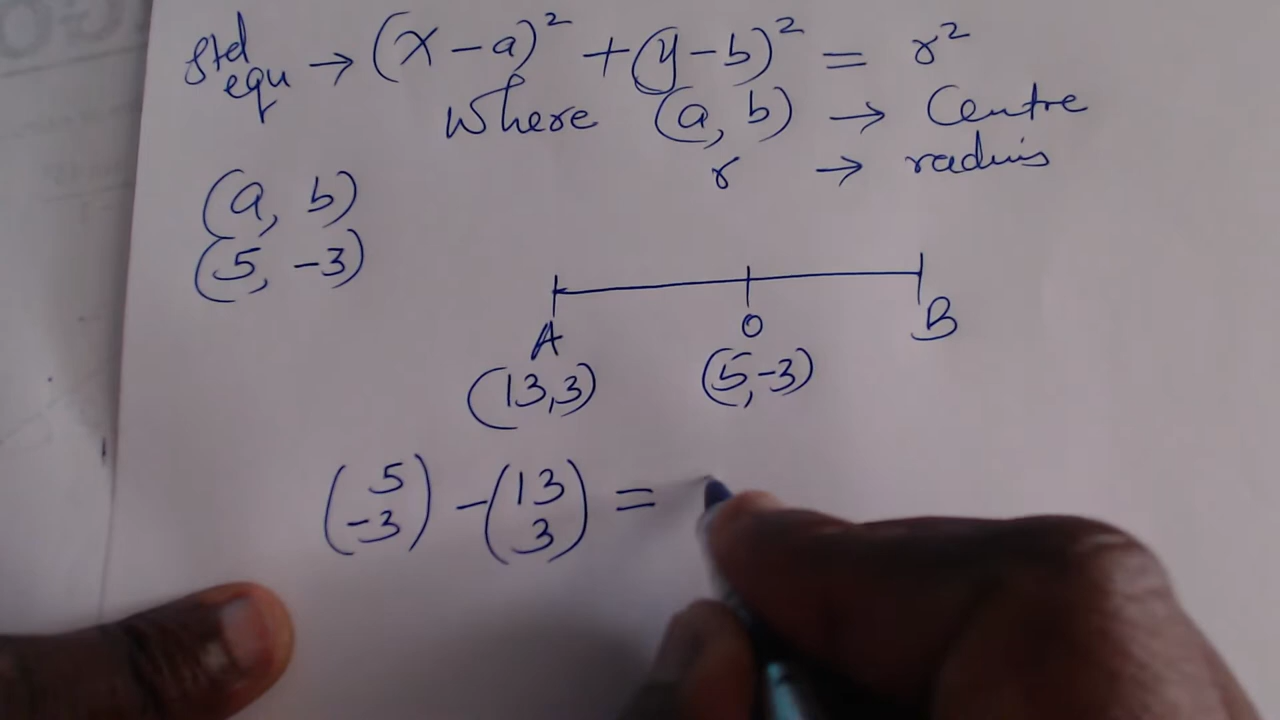 Std equ → (x - a)² + (y - b)² = r²
where (a, b) → Centre
r → radius
(a, b)
(5, -3)
A O B
(13,3) (5,-3)
(5 -3) - (13 3) =